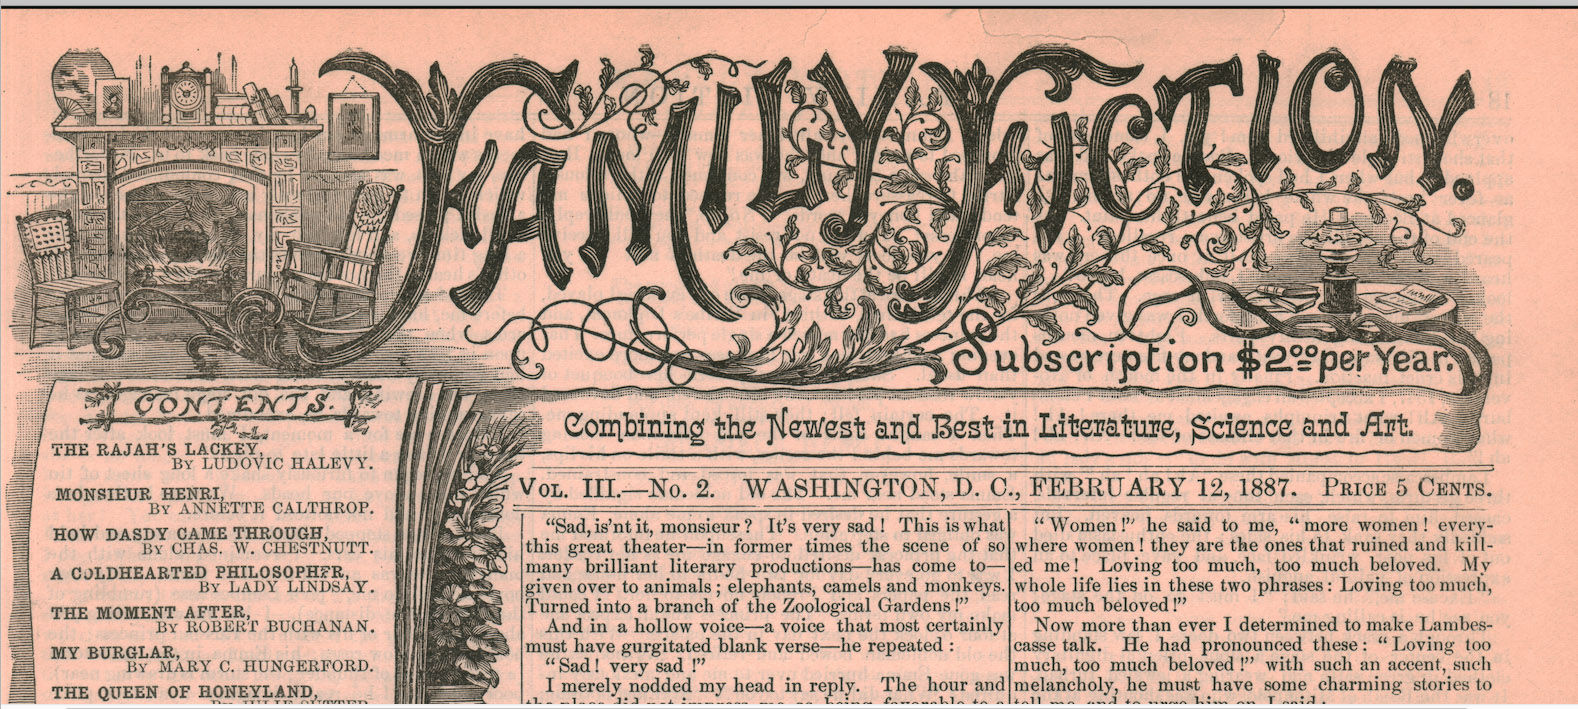 FAMILY FICTION.
Subscription $2.00 per Year.
Combining the Newest and Best in Literature, Science and Art.
VOL. III.—No. 2. WASHINGTON, D. C., FEBRUARY 12, 1887. PRICE 5 CENTS.
CONTENTS.
THE RAJAH'S LACKEY,
BY LUDOVIC HALEVY.
MONSIEUR HENRI,
BY ANNETTE CALTHROP.
HOW DASDY CAME THROUGH,
BY CHAS. W. CHESTNUTT.
A COLDHEARTED PHILOSOPHER,
BY LADY LINDSAY.
THE MOMENT AFTER,
BY ROBERT BUCHANAN.
MY BURGLAR,
BY MARY C. HUNGERFORD.
THE QUEEN OF HONEYLAND,
"Sad, is'nt it, monsieur? It's very sad! This is what
this great theater—in former times the scene of so
many brilliant literary productions—has come to—
given over to animals; elephants, camels and monkeys.
Turned into a branch of the Zoological Gardens!"
And in a hollow voice—a voice that most certainly
must have gurgitated blank verse—he repeated:
"Sad! very sad!"
I merely nodded my head in reply. The hour and
"Women!" he said to me, "more women! every-
where women! they are the ones that ruined and kill-
ed me! Loving too much, too much beloved. My
whole life lies in these two phrases: Loving too much,
too much beloved!"
Now more than ever I determined to make Lambes-
casse talk. He had pronounced these: "Loving too
much, too much beloved!" with such an accent, such
melancholy, he must have some charming stories to